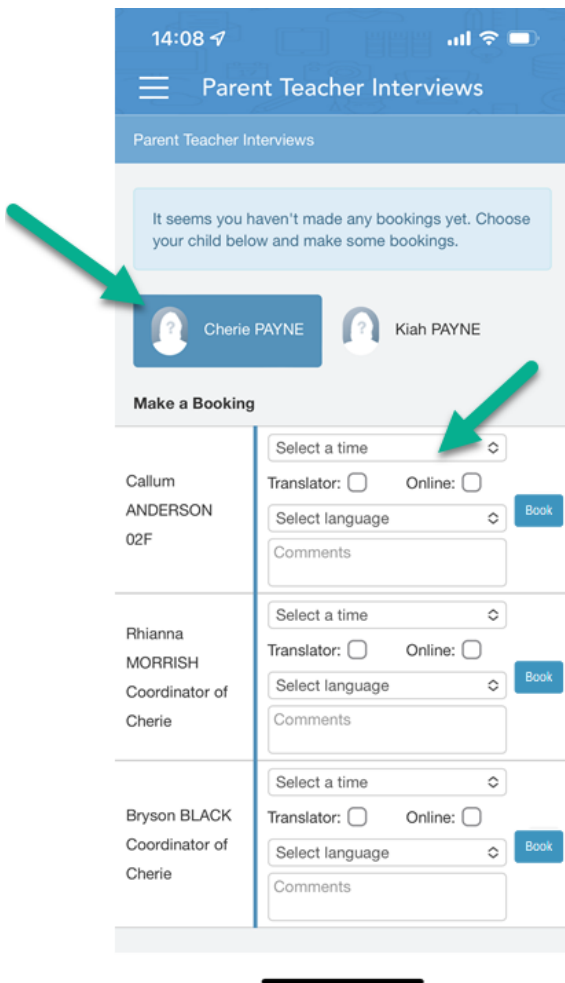 14:08
Parent Teacher Interviews
Parent Teacher Interviews
It seems you haven't made any bookings yet. Choose
your child below and make some bookings.
? Cherie PAYNE ? Kiah PAYNE
Make a Booking
Callum
ANDERSON
02F
Select a time
Translator: Online:
Select language
Comments
Book
Rhianna
MORRISH
Coordinator of
Cherie
Select a time
Translator: Online:
Select language
Comments
Book
Bryson BLACK
Coordinator of
Cherie
Select a time
Translator: Online:
Select language
Comments
Book